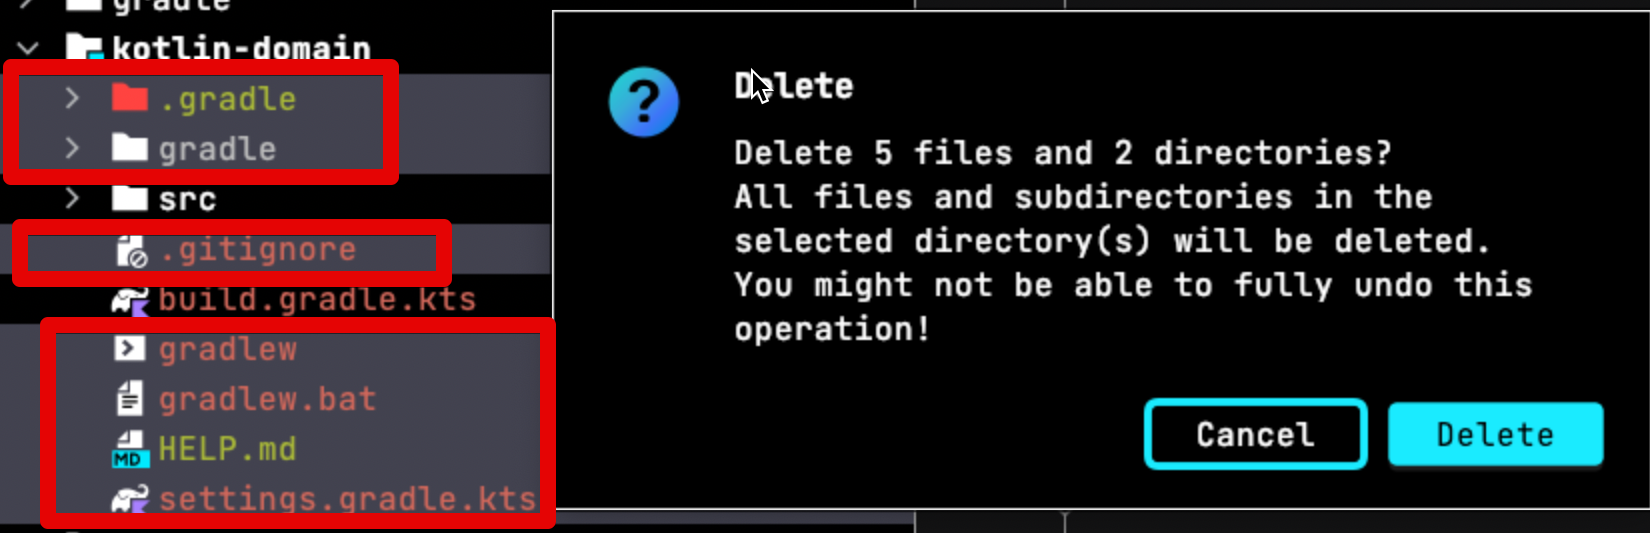 gradle
kotlin-domain
.gradle
gradle
src
.gitignore
build.gradle.kts
gradlew
gradlew.bat
MD HELP.md
settings.gradle.kts
?
Delete
Delete 5 files and 2 directories?
All files and subdirectories in the
selected directory(s) will be deleted.
You might not be able to fully undo this
operation!
Cancel
Delete